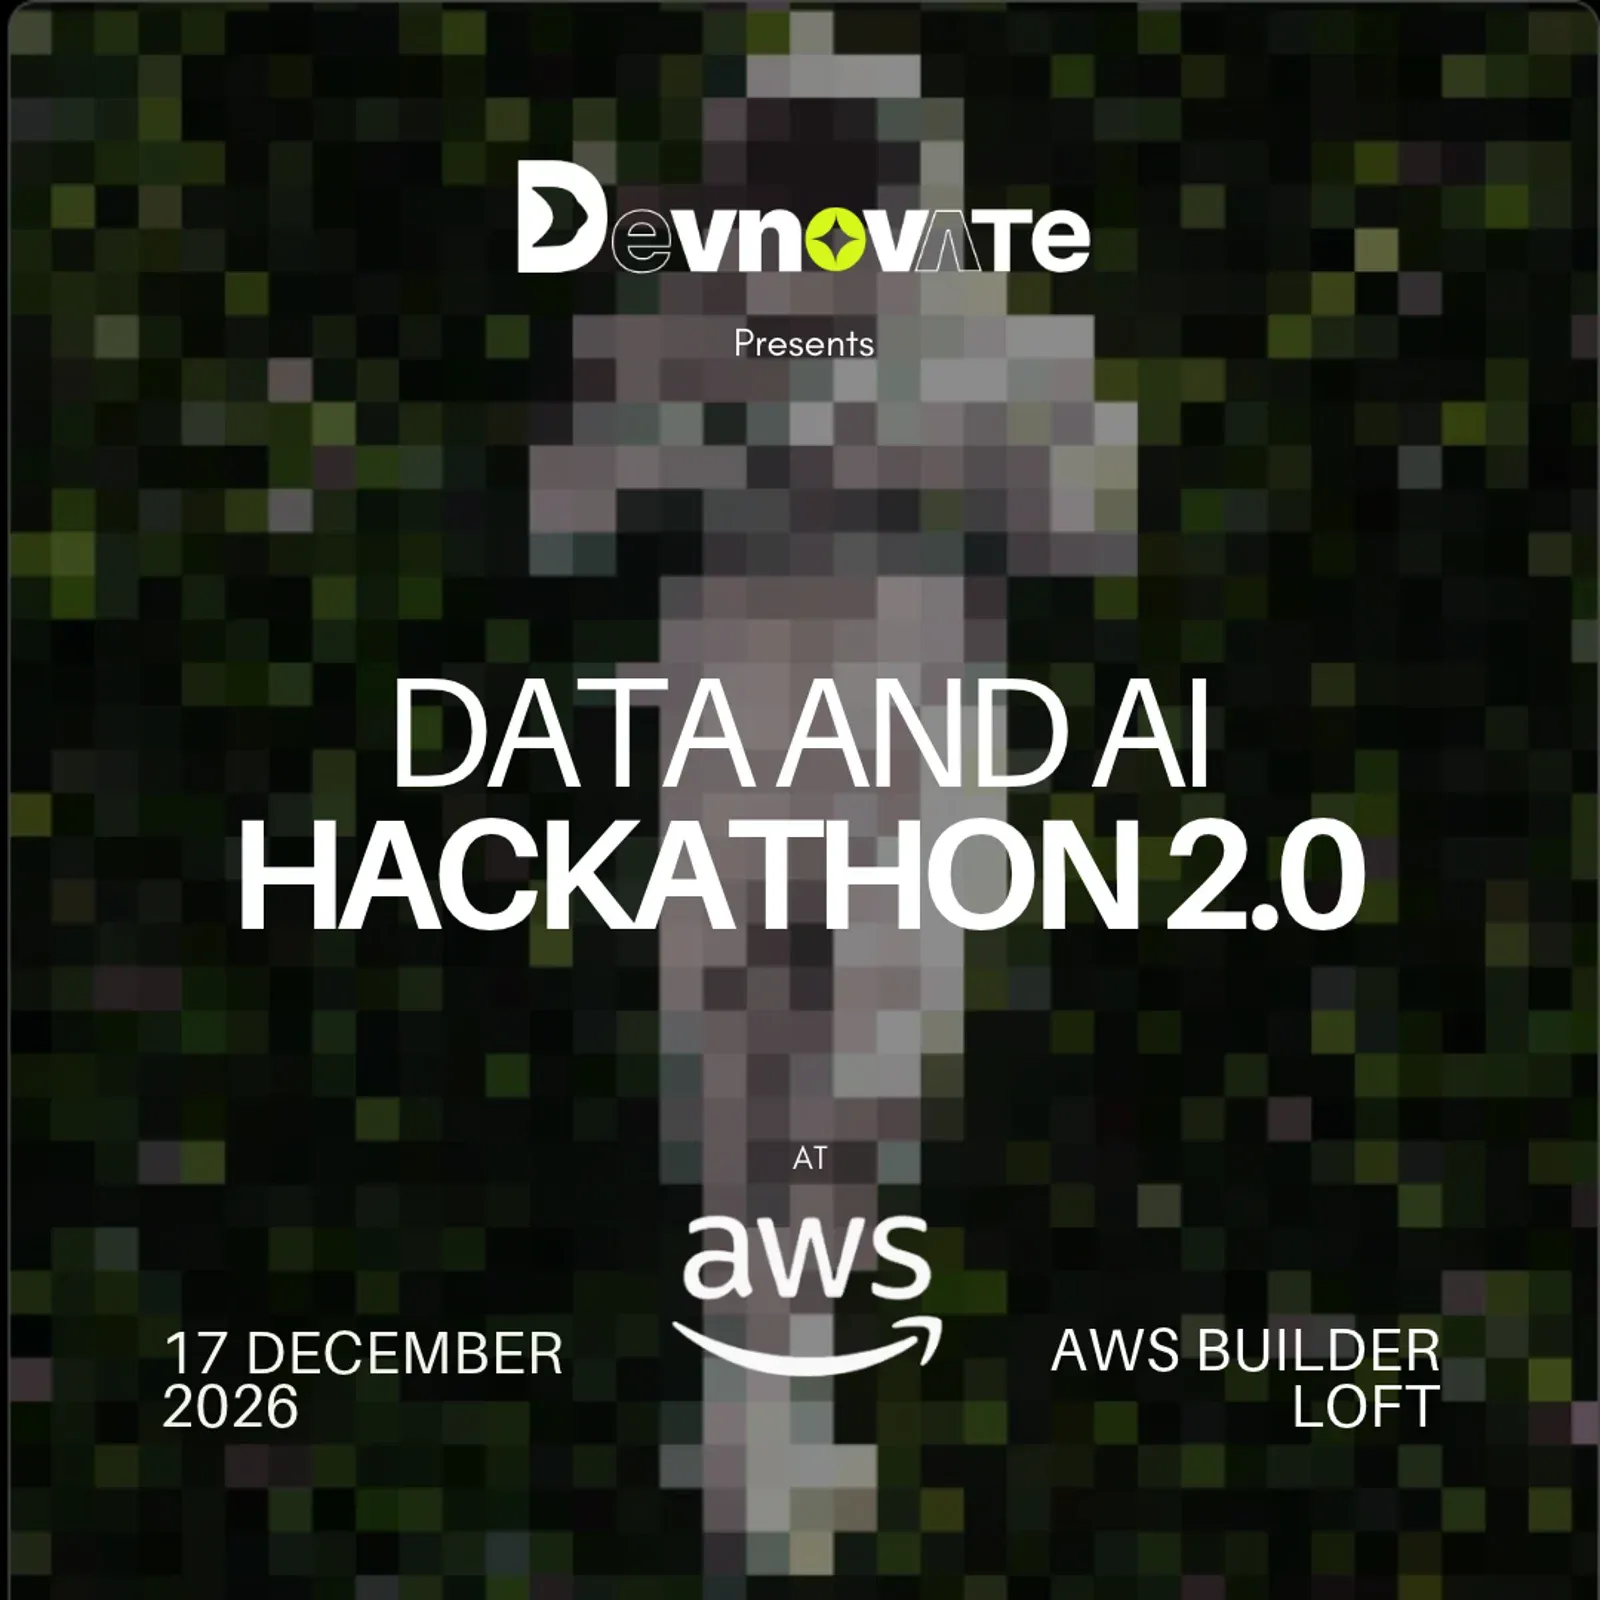 Devnovate
Presents
DATA AND AI
HACKATHON 2.0
AT
aws
17 DECEMBER
2026
AWS BUILDER
LOFT